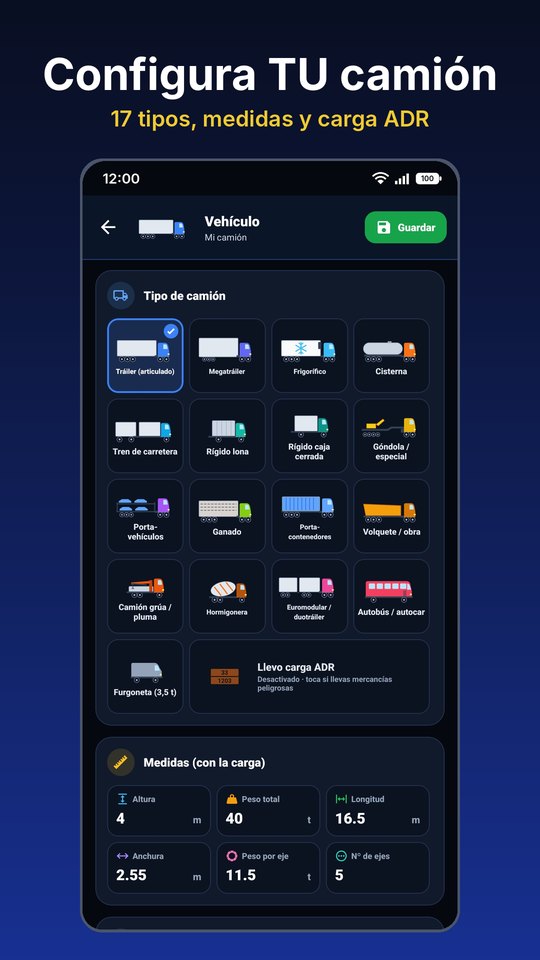 Configura TU camión
17 tipos, medidas y carga ADR
12:00
100
Vehículo
Mi camión
Guardar
Tipo de camión
Tráiler (articulado)
Megatráiler
Frigorífico
Cisterna
Tren de carretera
Rígido lona
Rígido caja
cerrada
Góndola /
especial
Porta-
vehículos
Ganado
Porta-
contenedores
Volquete / obra
Camión grúa /
pluma
Hormigonera
Euromodular /
duotráiler
Autobús / autocar
Furgoneta (3,5 t)
33
1203
Llevo carga ADR
Desactivado · toca si llevas mercancías
peligrosas
Medidas (con la carga)
Altura
4 m
Peso total
40 t
Longitud
16.5 m
Anchura
2.55 m
Peso por eje
11.5 t
Nº de ejes
5